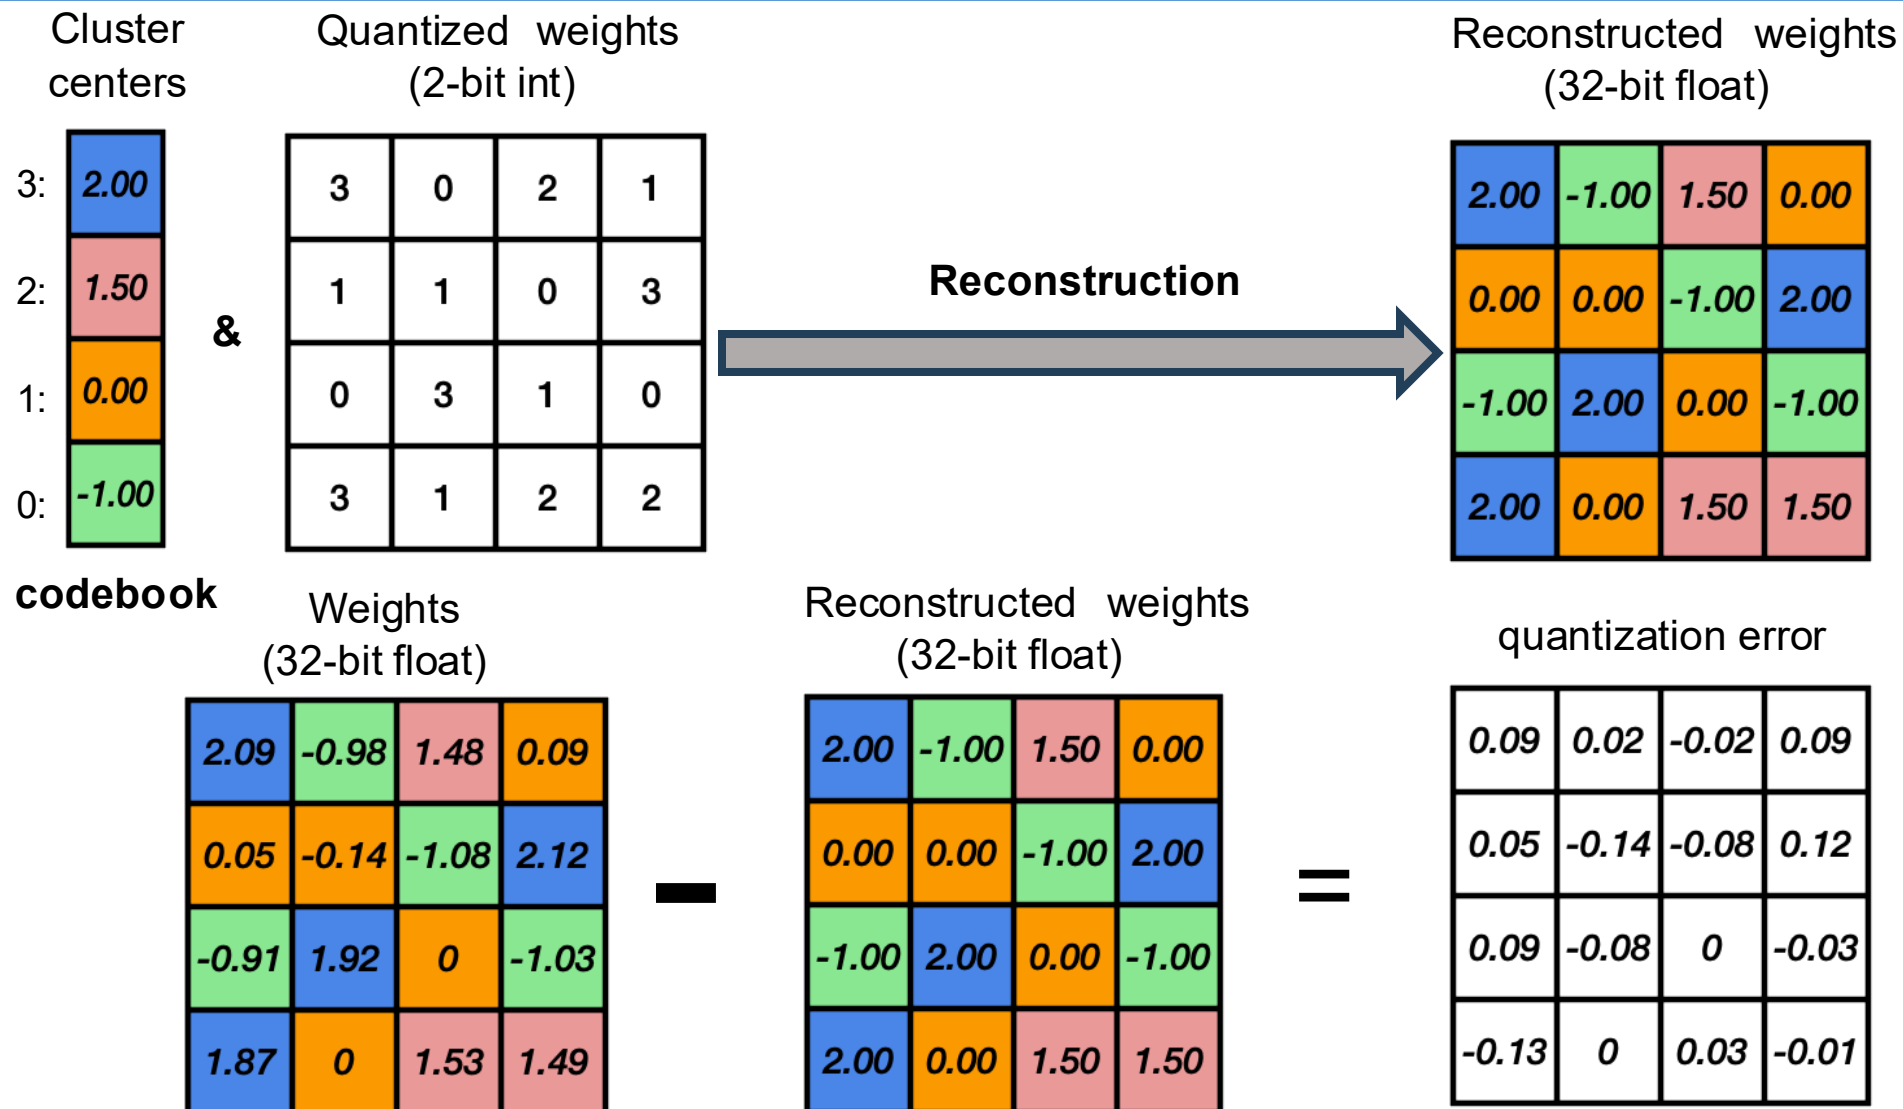 Cluster
centers
Quantized weights
(2-bit int)
Reconstructed weights
(32-bit float)
3: 2.00
2: 1.50
1: 0.00
0: -1.00
codebook
&
3 0 2 1
1 1 0 3
0 3 1 0
3 1 2 2
Reconstruction
2.00 -1.00 1.50 0.00
0.00 0.00 -1.00 2.00
-1.00 2.00 0.00 -1.00
2.00 0.00 1.50 1.50
Weights
(32-bit float)
2.09 -0.98 1.48 0.09
0.05 -0.14 -1.08 2.12
-0.91 1.92 0 -1.03
1.87 0 1.53 1.49
-
Reconstructed weights
(32-bit float)
2.00 -1.00 1.50 0.00
0.00 0.00 -1.00 2.00
-1.00 2.00 0.00 -1.00
2.00 0.00 1.50 1.50
=
quantization error
0.09 0.02 -0.02 0.09
0.05 -0.14 -0.08 0.12
0.09 -0.08 0 -0.03
-0.13 0 0.03 -0.01